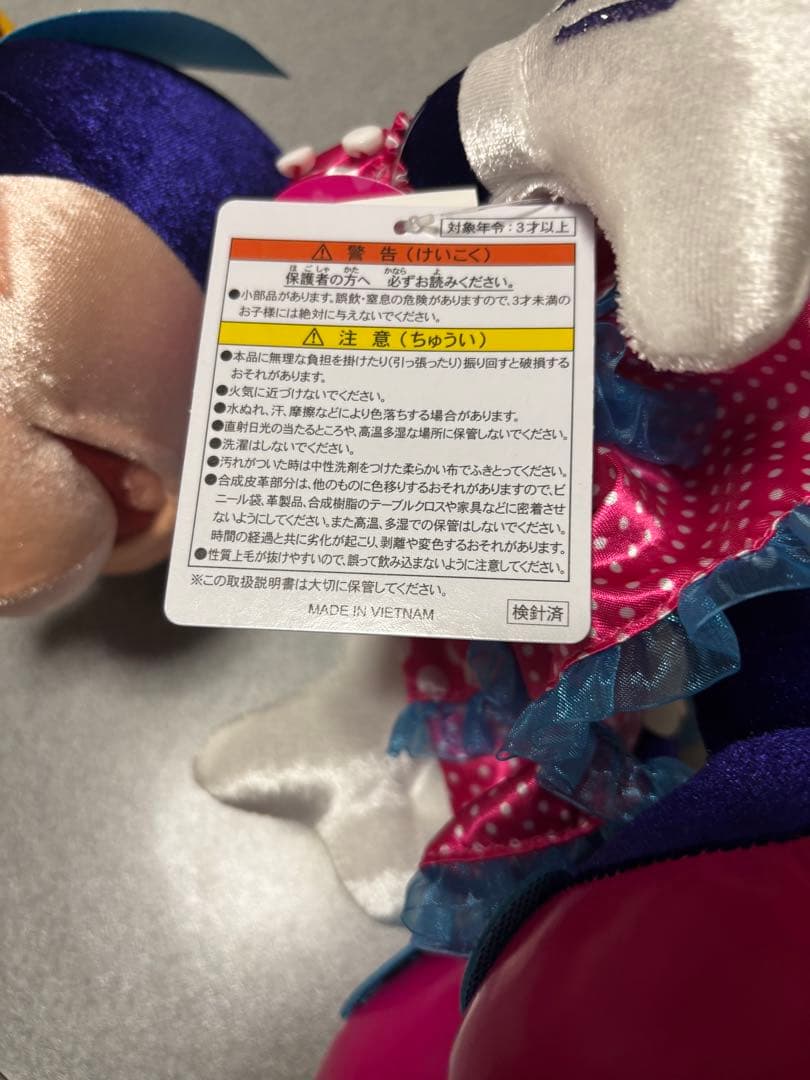 対象年令：3才以上
⚠ 警告（けいこく）
保護者の方へ 必ずお読みください。
●小部品があります。誤飲・窒息の危険がありますので、3才未満の
お子様には絶対に与えないでください。
⚠ 注意（ちゅうい）
●本品に無理な負担を掛けたり(引っ張ったり)振り回すと破損する
おそれがあります。
●火気に近づけないでください。
●水ぬれ、汗、摩擦などにより色落ちする場合があります。
●直射日光の当たるところや、高温多湿な場所に保管しないでください。
●洗濯はしないでください。
●汚れがついた時は中性洗剤をつけた柔らかい布でふきとってください。
●合成皮革部分は、他のものに色移りするおそれがありますので、ビ
ニール袋、革製品、合成樹脂のテーブルクロスや家具などに密着させ
ないようにしてください。また高温、多湿での保管はしないでください。
時間の経過と共に劣化が起こり、剥離や変色するおそれがあります。
●性質上毛が抜けやすいので、誤って飲み込まないように注意してください。
※この取扱説明書は大切に保管してください。
MADE IN VIETNAM
検針済